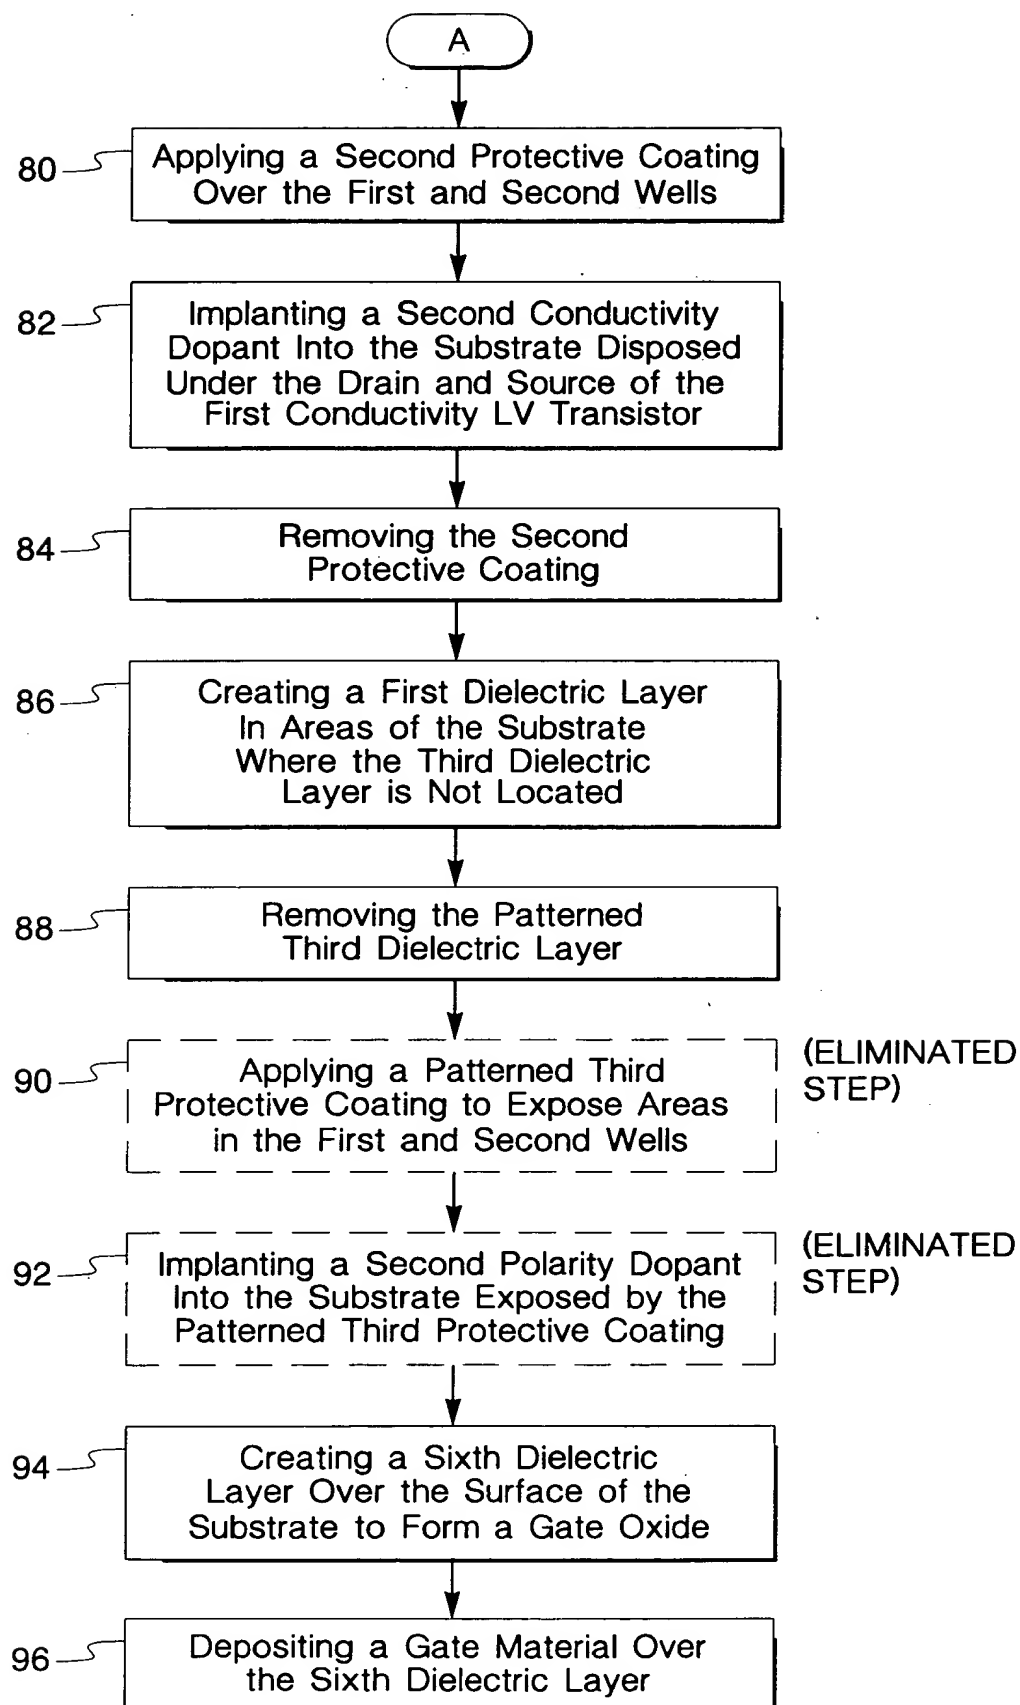 A
80
Applying a Second Protective Coating
Over the First and Second Wells
82
Implanting a Second Conductivity
Dopant Into the Substrate Disposed
Under the Drain and Source of the
First Conductivity LV Transistor
84
Removing the Second
Protective Coating
86
Creating a First Dielectric Layer
In Areas of the Substrate
Where the Third Dielectric
Layer is Not Located
88
Removing the Patterned
Third Dielectric Layer
90
Applying a Patterned Third
Protective Coating to Expose Areas
in the First and Second Wells
(ELIMINATED
STEP)
92
Implanting a Second Polarity Dopant
Into the Substrate Exposed by the
Patterned Third Protective Coating
(ELIMINATED
STEP)
94
Creating a Sixth Dielectric
Layer Over the Surface of the
Substrate to Form a Gate Oxide
96
Depositing a Gate Material Over
the Sixth Dielectric Layer